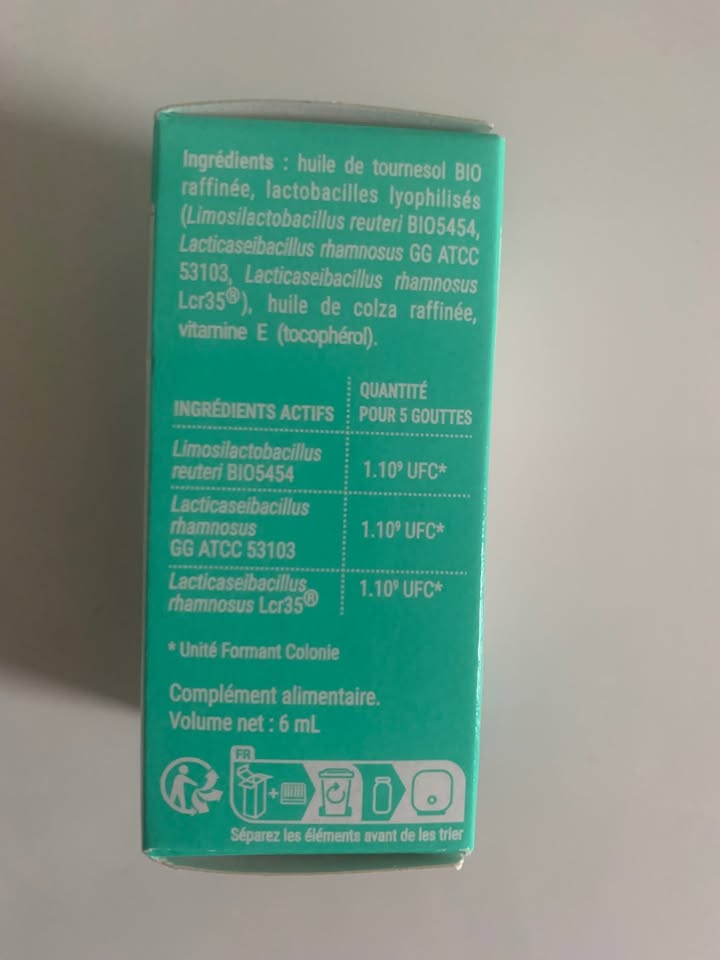 Ingrédients : huile de tournesol BIO
raffinée, lactobacilles lyophilisés
(Limosilactobacillus reuteri BIO5454,
Lacticaseibacillus rhamnosus GG ATCC
53103, Lacticaseibacillus rhamnosus
Lcr35®), huile de colza raffinée,
vitamine E (tocophérol).
INGRÉDIENTS ACTIFS
QUANTITÉ
POUR 5 GOUTTES
Limosilactobacillus
reuteri BIO5454
1.10⁹ UFC*
Lacticaseibacillus
rhamnosus
GG ATCC 53103
1.10⁹ UFC*
Lacticaseibacillus
rhamnosus Lcr35®
1.10⁹ UFC*
* Unité Formant Colonie
Complément alimentaire.
Volume net : 6 mL
FR
Séparez les éléments avant de les trier